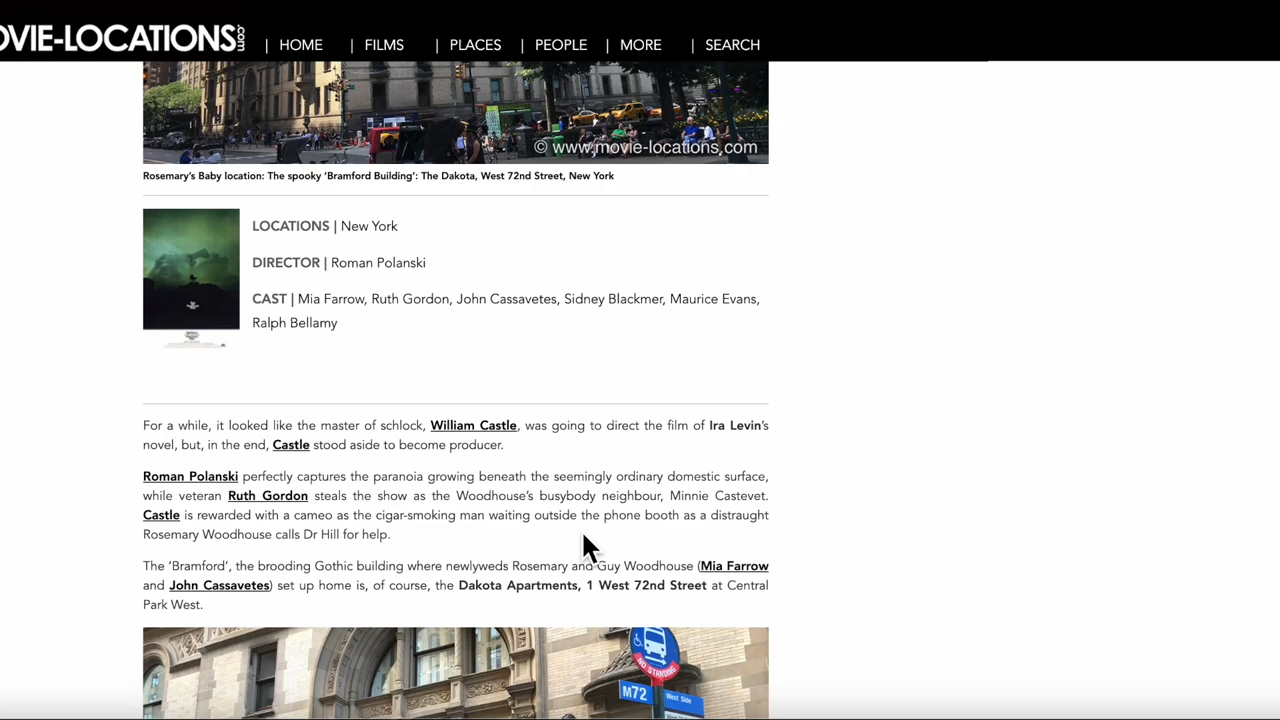 OVIE-LOCATIONS.com | HOME | FILMS | PLACES | PEOPLE | MORE | SEARCH
© www.movie-locations.com
Rosemary's Baby location: The spooky ‘Bramford Building’: The Dakota, West 72nd Street, New York
LOCATIONS | New York
DIRECTOR | Roman Polanski
CAST | Mia Farrow, Ruth Gordon, John Cassavetes, Sidney Blackmer, Maurice Evans,
Ralph Bellamy
For a while, it looked like the master of schlock, William Castle, was going to direct the film of Ira Levin's
novel, but, in the end, Castle stood aside to become producer.
Roman Polanski perfectly captures the paranoia growing beneath the seemingly ordinary domestic surface,
while veteran Ruth Gordon steals the show as the Woodhouse's busybody neighbour, Minnie Castevet.
Castle is rewarded with a cameo as the cigar-smoking man waiting outside the phone booth as a distraught
Rosemary Woodhouse calls Dr Hill for help.
The ‘Bramford’, the brooding Gothic building where newlyweds Rosemary and Guy Woodhouse (Mia Farrow
and John Cassavetes) set up home is, of course, the Dakota Apartments, 1 West 72nd Street at Central
Park West.
NO STANDING
M72 West Side